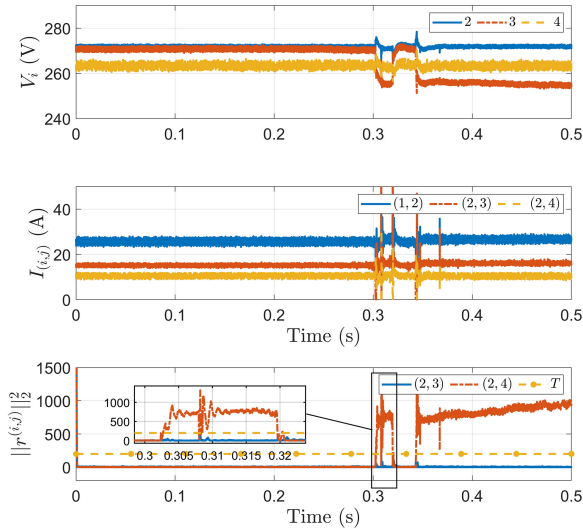 280
260
240
V_i (V)
2 3 4
0 0.1 0.2 0.3 0.4 0.5
40
20
0
I_{(i,j)} (A)
(1, 2) (2, 3) (2, 4)
0 0.1 0.2 0.3 0.4 0.5
Time (s)
1500
1000
500
0
||r^{(i,j)}||_2^2
(2, 3) (2, 4) T
1000
500
0
0.3 0.305 0.31 0.315 0.32
0 0.1 0.2 0.3 0.4 0.5
Time (s)